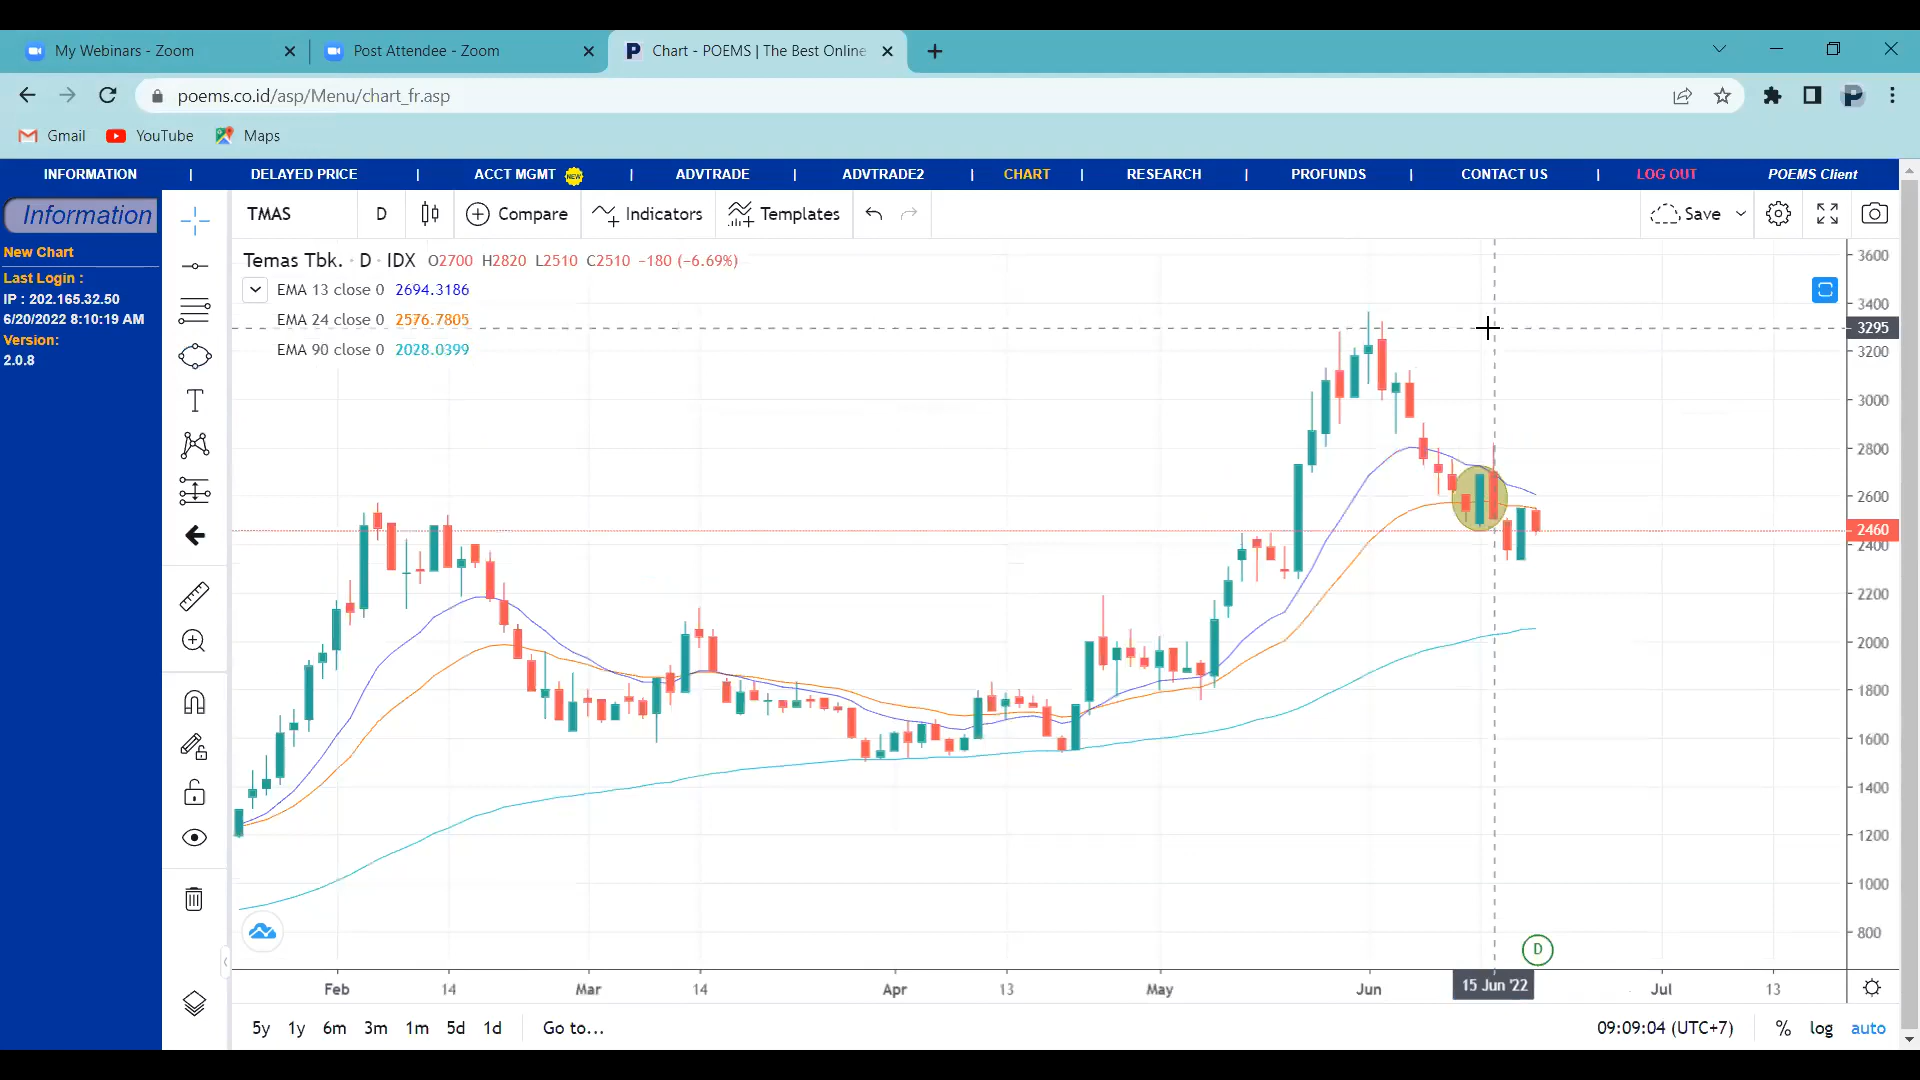 My Webinars - Zoom
Post Attendee - Zoom
P Chart - POEMS | The Best Online
poems.co.id/asp/Menu/chart_fr.asp
Gmail YouTube Maps
INFORMATION | DELAYED PRICE | ACCT MGMT NEW | ADVTRADE | ADVTRADE2 | CHART | RESEARCH | PROFUNDS | CONTACT US | LOG OUT POEMS Client
Information
New Chart
Last Login :
IP : 202.165.32.50
6/20/2022 8:10:19 AM
Version:
2.0.8
TMAS D Compare Indicators Templates Save
Temas Tbk. · D · IDX O2700 H2820 L2510 C2510 −180 (−6.69%)
EMA 13 close 0 2694.3186
EMA 24 close 0 2576.7805
EMA 90 close 0 2028.0399
T
3600
3400
3295
3200
3000
2800
2600
2460
2400
2200
2000
1800
1600
1400
1200
1000
800
D
Feb 14 Mar 14 Apr 13 May Jun 15 Jun '22 Jul 13
5y 1y 6m 3m 1m 5d 1d Go to... 09:09:04 (UTC+7) % log auto